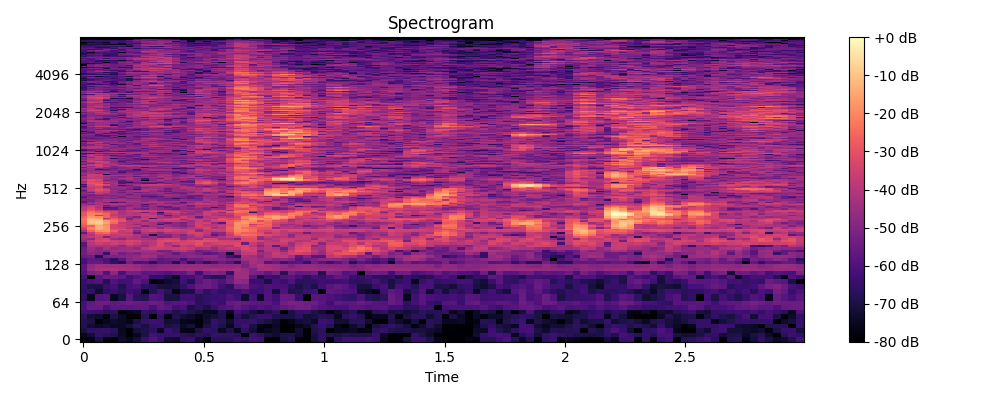 Spectrogram
Hz
4096
2048
1024
512
256
128
64
0
0 0.5 1 1.5 2 2.5
Time
+0 dB
-10 dB
-20 dB
-30 dB
-40 dB
-50 dB
-60 dB
-70 dB
-80 dB